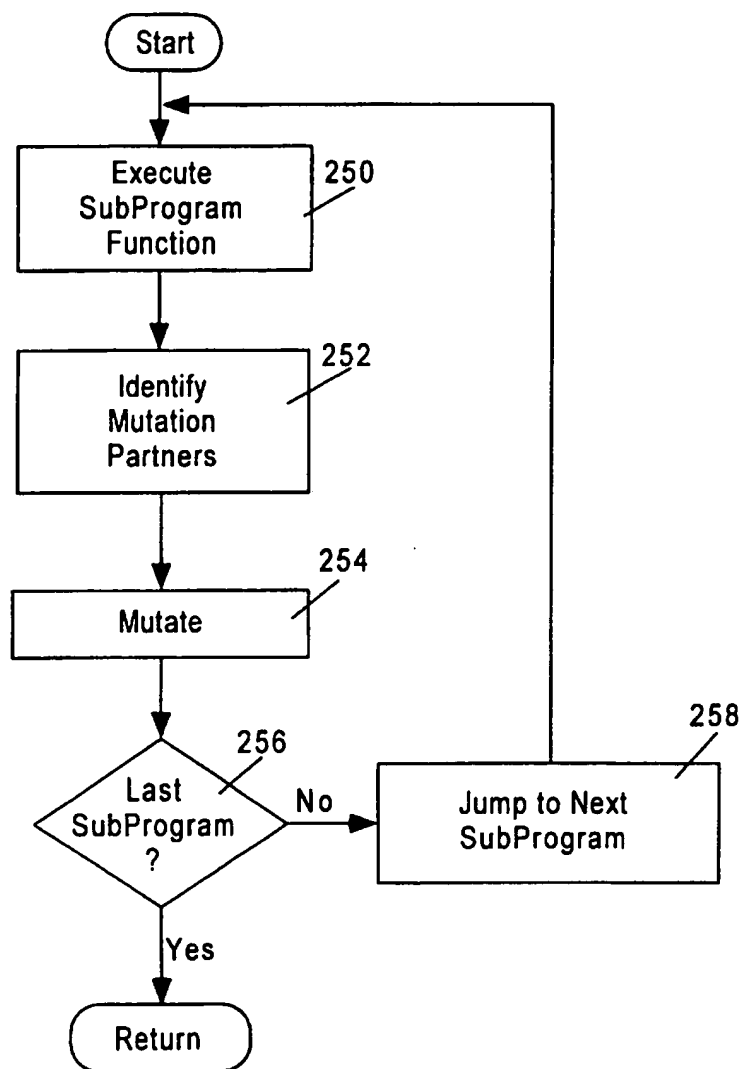 Start
Execute
SubProgram
Function
250
Identify
Mutation
Partners
252
Mutate
254
Last
SubProgram
?
256
No
Jump to Next
SubProgram
258
Yes
Return